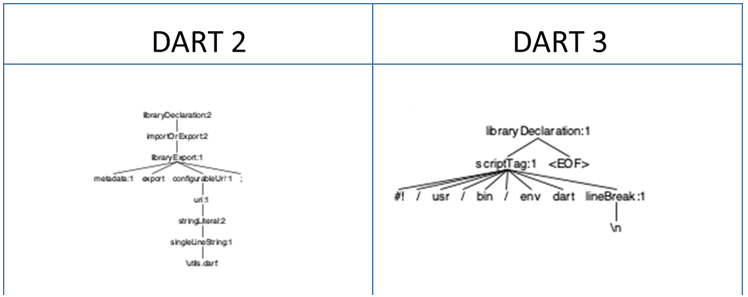 DART 2
DART 3
libraryDeclaration:2
importOrExport:2
libraryExport:1
metadata:1 export configurableUri:1 ;
uri:1
stringLiteral:2
singleLineString:1
'utils.dart'
libraryDeclaration:1
scriptTag:1 <EOF>
#! / usr / bin / env dart lineBreak:1
\n